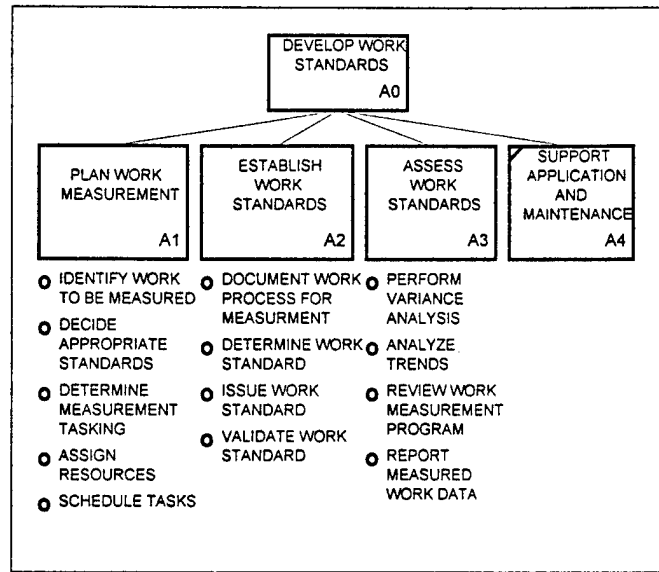 DEVELOP WORK
STANDARDS
A0
PLAN WORK
MEASUREMENT
A1
ESTABLISH
WORK
STANDARDS
A2
ASSESS
WORK
STANDARDS
A3
SUPPORT
APPLICATION
AND
MAINTENANCE
A4
IDENTIFY WORK
TO BE MEASURED
DECIDE
APPROPRIATE
STANDARDS
DETERMINE
MEASUREMENT
TASKING
ASSIGN
RESOURCES
SCHEDULE TASKS
DOCUMENT WORK
PROCESS FOR
MEASURMENT
DETERMINE WORK
STANDARD
ISSUE WORK
STANDARD
VALIDATE WORK
STANDARD
PERFORM
VARIANCE
ANALYSIS
ANALYZE
TRENDS
REVIEW WORK
MEASUREMENT
PROGRAM
REPORT
MEASURED
WORK DATA